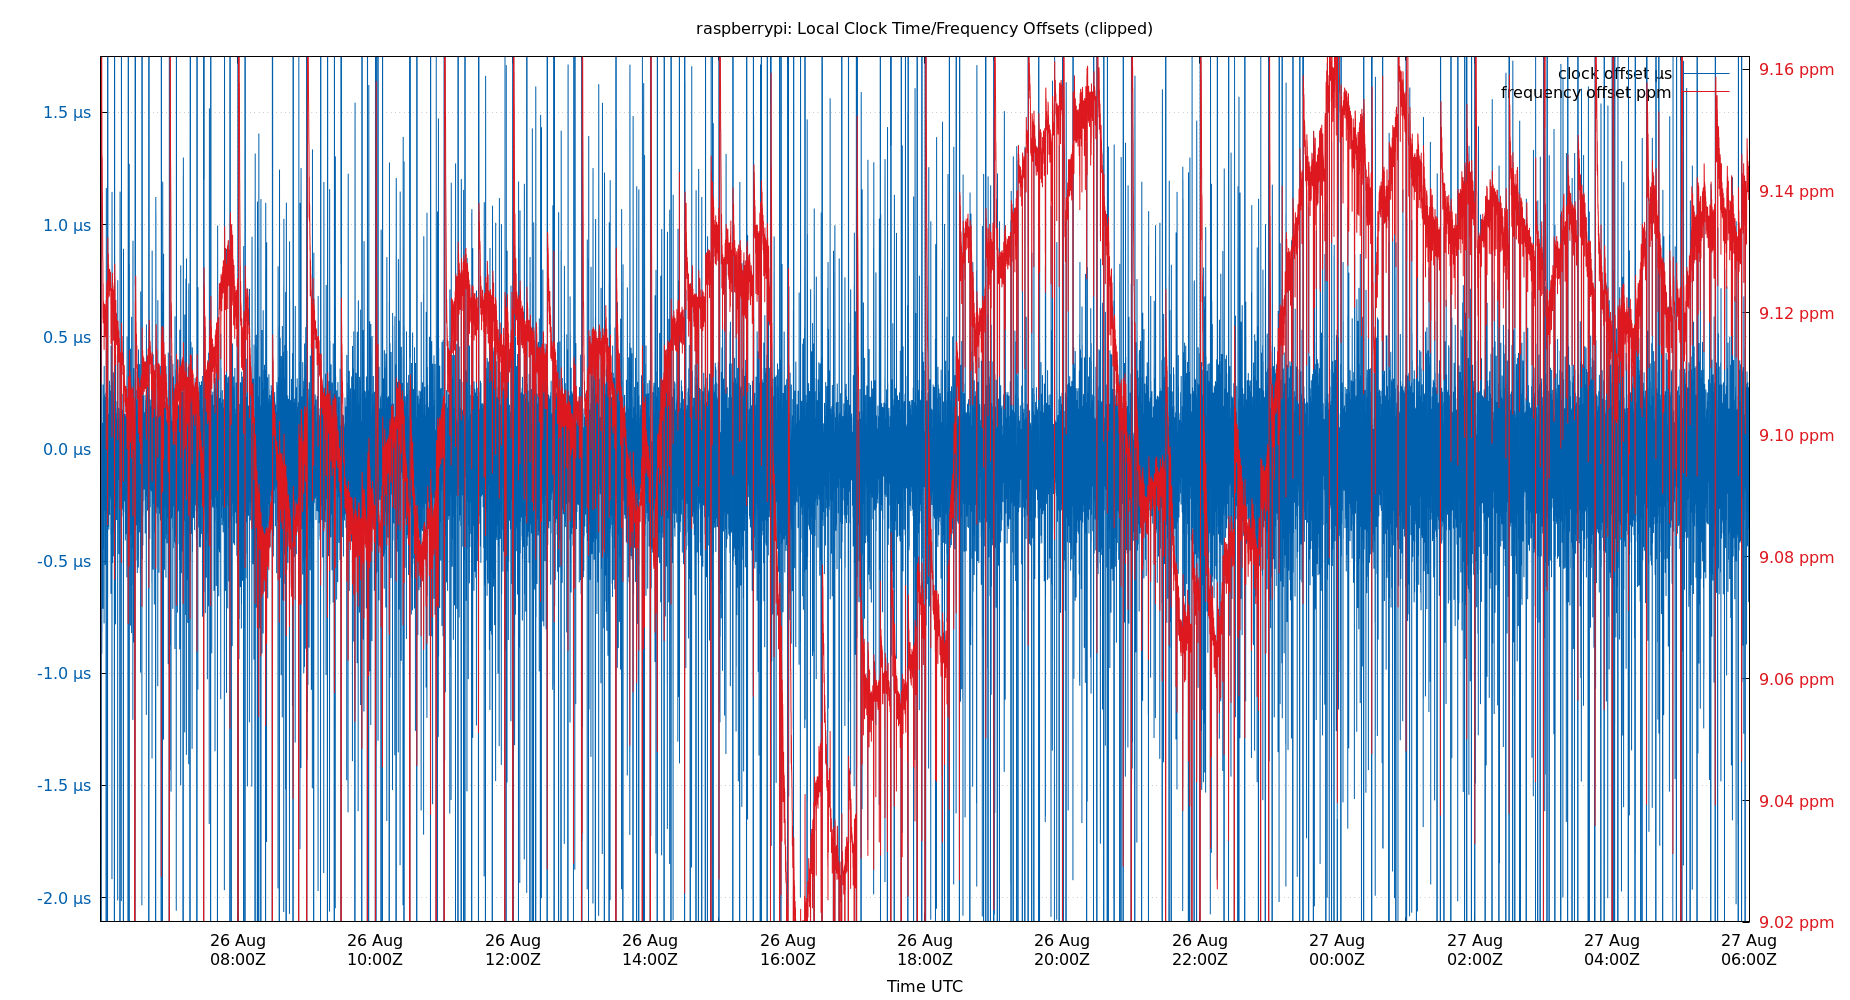 raspberrypi: Local Clock Time/Frequency Offsets (clipped)
clock offset µs
frequency offset ppm
1.5 µs
1.0 µs
0.5 µs
0.0 µs
-0.5 µs
-1.0 µs
-1.5 µs
-2.0 µs
9.16 ppm
9.14 ppm
9.12 ppm
9.10 ppm
9.08 ppm
9.06 ppm
9.04 ppm
9.02 ppm
26 Aug 26 Aug 26 Aug 26 Aug 26 Aug 26 Aug 26 Aug 26 Aug 27 Aug 27 Aug 27 Aug 27 Aug
08:00Z 10:00Z 12:00Z 14:00Z 16:00Z 18:00Z 20:00Z 22:00Z 00:00Z 02:00Z 04:00Z 06:00Z
Time UTC